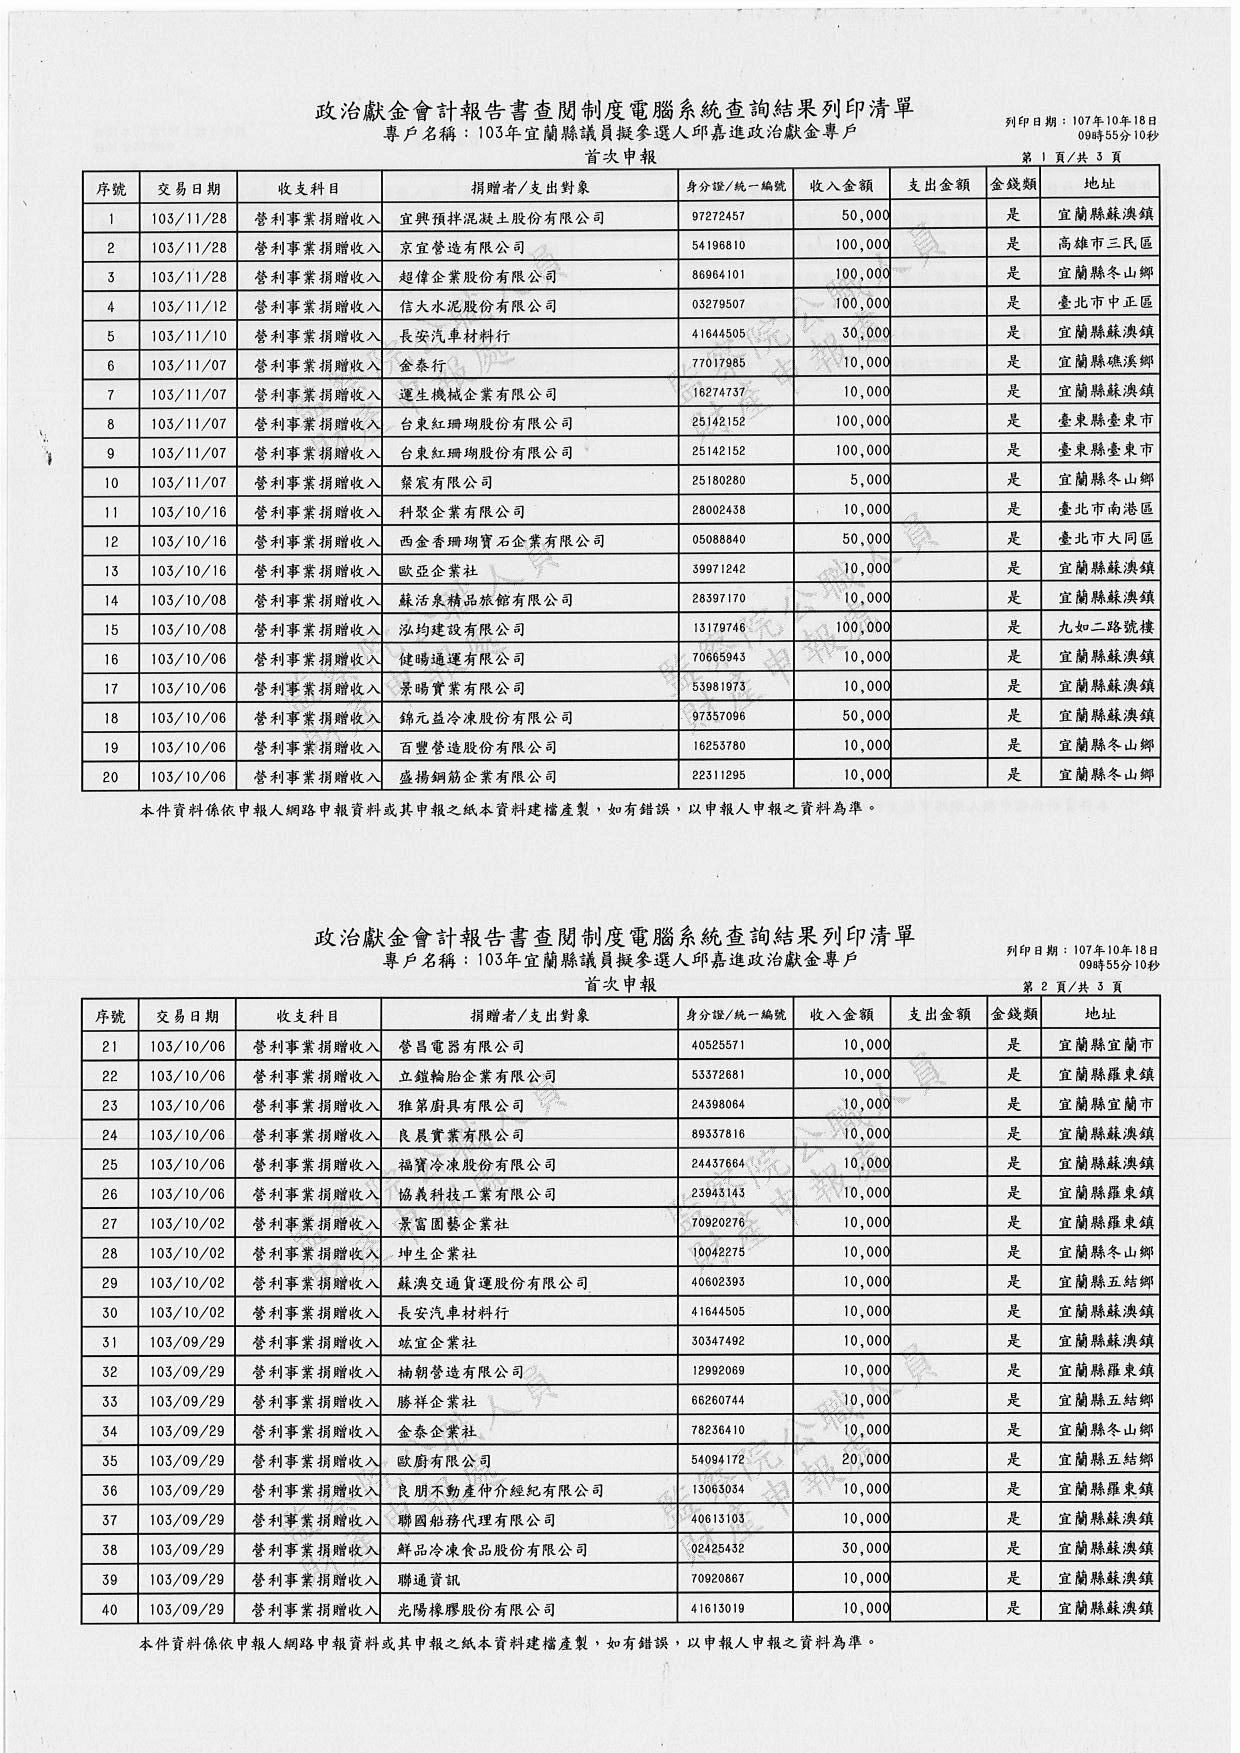 政治獻金會計報告書查閱制度電腦系統查詢結果列印清單
列印日期：107年10月18日
專戶名稱：103年宜蘭縣議員擬參選人邱嘉進政治獻金專戶
09時55分10秒
首次申報
第 1 頁/共 3 頁
序號 交易日期 收支科目 捐贈者/支出對象 身分證/統一編號 收入金額 支出金額 金錢類 地址
1 103/11/28 營利事業捐贈收入 宜興預拌混凝土股份有限公司 97272457 50,000 是 宜蘭縣蘇澳鎮
2 103/11/28 營利事業捐贈收入 京宜營造有限公司 54196810 100,000 是 高雄市三民區
3 103/11/28 營利事業捐贈收入 超偉企業股份有限公司 86964101 100,000 是 宜蘭縣冬山鄉
4 103/11/12 營利事業捐贈收入 信大水泥股份有限公司 03279507 100,000 是 臺北市中正區
5 103/11/10 營利事業捐贈收入 長安汽車材料行 41644505 30,000 是 宜蘭縣蘇澳鎮
6 103/11/07 營利事業捐贈收入 金泰行 77017985 10,000 是 宜蘭縣礁溪鄉
7 103/11/07 營利事業捐贈收入 運生機械企業有限公司 16274737 10,000 是 宜蘭縣蘇澳鎮
8 103/11/07 營利事業捐贈收入 台東紅珊瑚股份有限公司 25142152 100,000 是 臺東縣臺東市
9 103/11/07 營利事業捐贈收入 台東紅珊瑚股份有限公司 25142152 100,000 是 臺東縣臺東市
10 103/11/07 營利事業捐贈收入 粲宸有限公司 25180280 5,000 是 宜蘭縣冬山鄉
11 103/10/16 營利事業捐贈收入 科聚企業有限公司 28002438 10,000 是 臺北市南港區
12 103/10/16 營利事業捐贈收入 西金香珊瑚寶石企業有限公司 05088840 50,000 是 臺北市大同區
13 103/10/16 營利事業捐贈收入 歐亞企業社 39971242 10,000 是 宜蘭縣蘇澳鎮
14 103/10/08 營利事業捐贈收入 蘇活泉精品旅館有限公司 28397170 10,000 是 宜蘭縣蘇澳鎮
15 103/10/08 營利事業捐贈收入 泓均建設有限公司 13179746 100,000 是 九如二路號樓
16 103/10/06 營利事業捐贈收入 健暘通運有限公司 70665943 10,000 是 宜蘭縣蘇澳鎮
17 103/10/06 營利事業捐贈收入 景暘實業有限公司 53981973 10,000 是 宜蘭縣蘇澳鎮
18 103/10/06 營利事業捐贈收入 錦元益冷凍股份有限公司 97357096 50,000 是 宜蘭縣蘇澳鎮
19 103/10/06 營利事業捐贈收入 百豐營造股份有限公司 16253780 10,000 是 宜蘭縣冬山鄉
20 103/10/06 營利事業捐贈收入 盛揚鋼筋企業有限公司 22311295 10,000 是 宜蘭縣冬山鄉
監察院公職人員
財產申報處
本件資料係依申報人網路申報資料或其申報之紙本資料建檔產製，如有錯誤，以申報人申報之資料為準。
政治獻金會計報告書查閱制度電腦系統查詢結果列印清單
列印日期：107年10月18日
專戶名稱：103年宜蘭縣議員擬參選人邱嘉進政治獻金專戶
09時55分10秒
首次申報
第 2 頁/共 3 頁
序號 交易日期 收支科目 捐贈者/支出對象 身分證/統一編號 收入金額 支出金額 金錢類 地址
21 103/10/06 營利事業捐贈收入 營昌電器有限公司 40525571 10,000 是 宜蘭縣宜蘭市
22 103/10/06 營利事業捐贈收入 立鎧輪胎企業有限公司 53372681 10,000 是 宜蘭縣羅東鎮
23 103/10/06 營利事業捐贈收入 雅第廚具有限公司 24398064 10,000 是 宜蘭縣宜蘭市
24 103/10/06 營利事業捐贈收入 良晨實業有限公司 89337816 10,000 是 宜蘭縣蘇澳鎮
25 103/10/06 營利事業捐贈收入 福寶冷凍股份有限公司 24437664 10,000 是 宜蘭縣蘇澳鎮
26 103/10/06 營利事業捐贈收入 協義科技工業有限公司 23943143 10,000 是 宜蘭縣羅東鎮
27 103/10/02 營利事業捐贈收入 景富園藝企業社 70920276 10,000 是 宜蘭縣羅東鎮
28 103/10/02 營利事業捐贈收入 坤生企業社 10042275 10,000 是 宜蘭縣冬山鄉
29 103/10/02 營利事業捐贈收入 蘇澳交通貨運股份有限公司 40602393 10,000 是 宜蘭縣五結鄉
30 103/10/02 營利事業捐贈收入 長安汽車材料行 41644505 10,000 是 宜蘭縣蘇澳鎮
31 103/09/29 營利事業捐贈收入 竑宜企業社 30347492 10,000 是 宜蘭縣蘇澳鎮
32 103/09/29 營利事業捐贈收入 楠朝營造有限公司 12992069 10,000 是 宜蘭縣羅東鎮
33 103/09/29 營利事業捐贈收入 勝祥企業社 66260744 10,000 是 宜蘭縣五結鄉
34 103/09/29 營利事業捐贈收入 金泰企業社 78236410 10,000 是 宜蘭縣冬山鄉
35 103/09/29 營利事業捐贈收入 歐廚有限公司 54094172 20,000 是 宜蘭縣五結鄉
36 103/09/29 營利事業捐贈收入 良朋不動產仲介經紀有限公司 13063034 10,000 是 宜蘭縣羅東鎮
37 103/09/29 營利事業捐贈收入 聯國船務代理有限公司 40613103 10,000 是 宜蘭縣蘇澳鎮
38 103/09/29 營利事業捐贈收入 鮮品冷凍食品股份有限公司 02425432 30,000 是 宜蘭縣蘇澳鎮
39 103/09/29 營利事業捐贈收入 聯通資訊 70920867 10,000 是 宜蘭縣蘇澳鎮
40 103/09/29 營利事業捐贈收入 光陽橡膠股份有限公司 41613019 10,000 是 宜蘭縣蘇澳鎮
監察院公職人員
財產申報處
本件資料係依申報人網路申報資料或其申報之紙本資料建檔產製，如有錯誤，以申報人申報之資料為準。